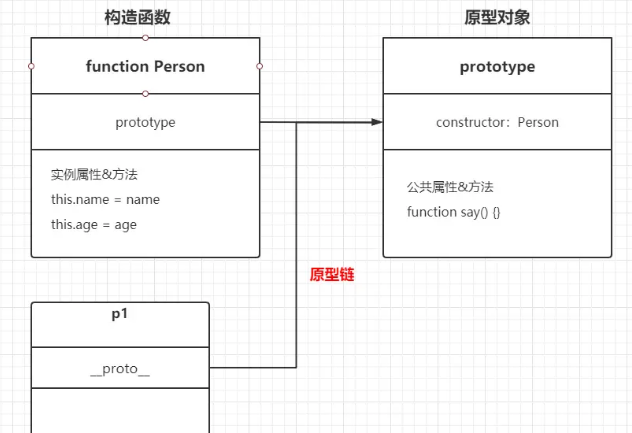 构造函数
原型对象
function Person
prototype
prototype
constructor：Person
实例属性&方法
this.name = name
this.age = age
公共属性&方法
function say() {}
原型链
p1
__proto__